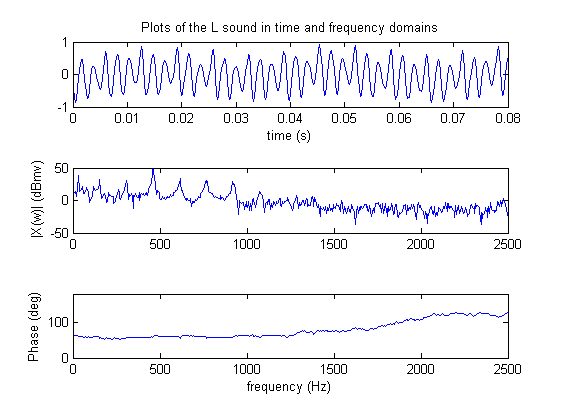 Plots of the L sound in time and frequency domains
1
0
-1
0 0.01 0.02 0.03 0.04 0.05 0.06 0.07 0.08
time (s)
|X(w)| (dBmv)
50
0
-50
0 500 1000 1500 2000 2500
Phase (deg)
100
0
0 500 1000 1500 2000 2500
frequency (Hz)